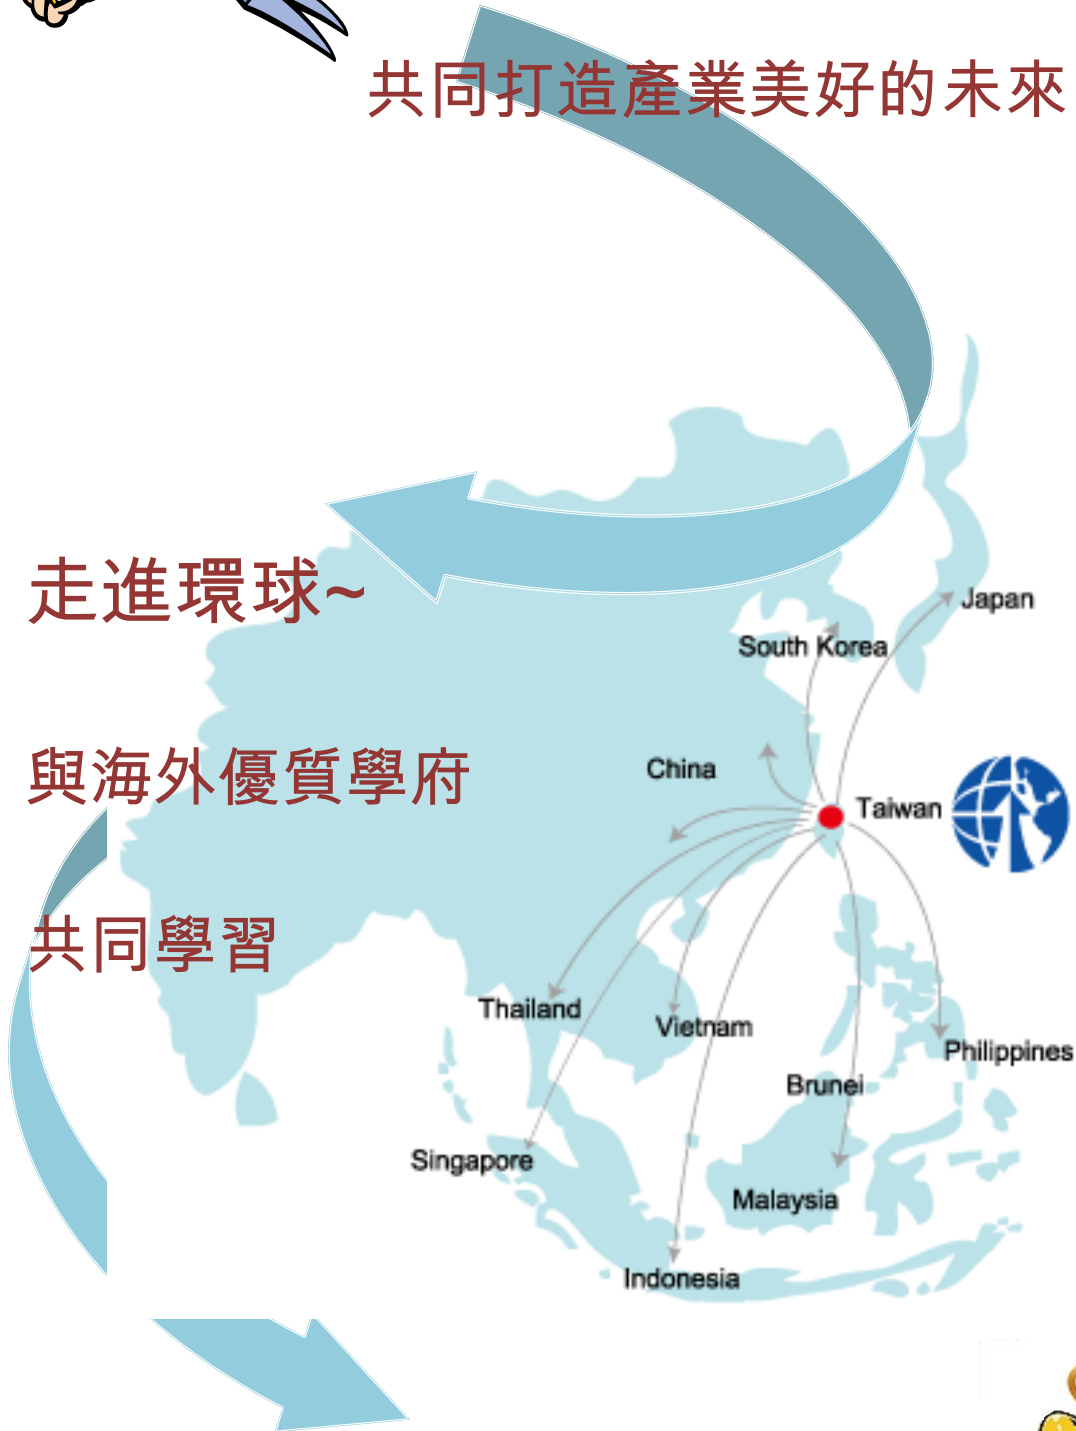 共同打造產業美好的未來
走進環球~
Japan
South Korea
與海外優質學府
China
Taiwan
共同學習
Thailand
Vietnam
Philippines
Brunei
Singapore
Malaysia
Indonesia